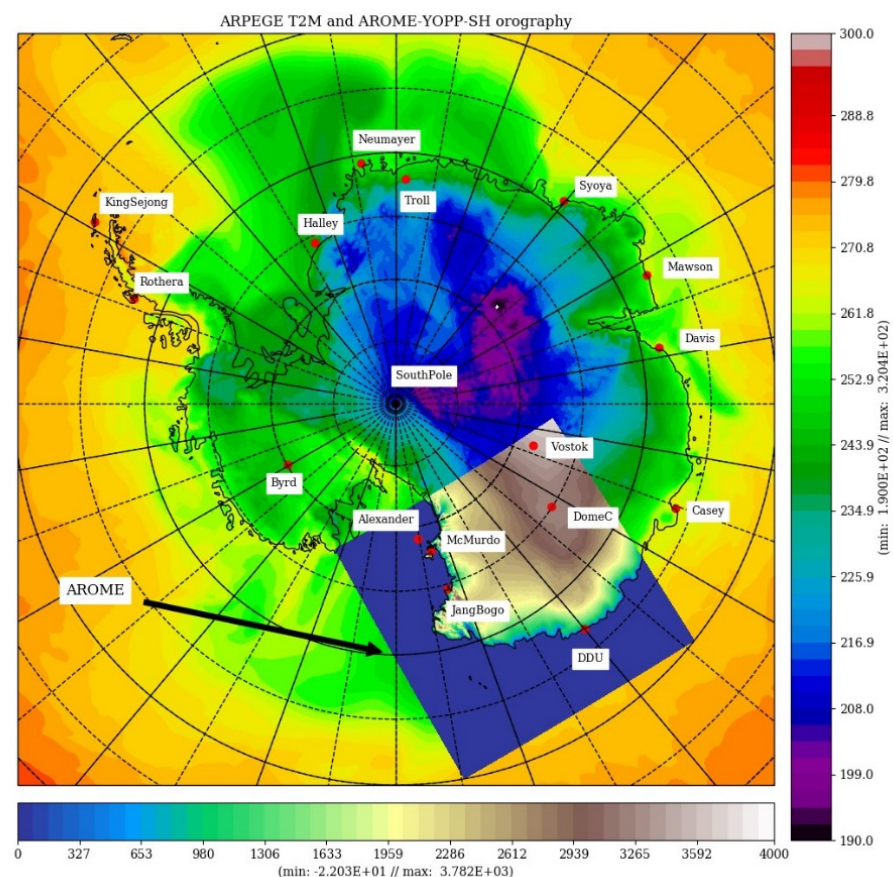 ARPEGE T2M and AROME-YOPP-SH orography
Neumayer
Syoya
KingSejong
Troll
Halley
Mawson
Rothera
Davis
SouthPole
Vostok
Byrd
Alexander
DomeC
Casey
McMurdo
AROME
JangBogo
DDU
300.0
288.8
279.8
270.8
261.8
252.9
243.9
234.9
225.9
216.9
208.0
199.0
190.0
(min: 1.900E+02 // max: 3.204E+02)
0 327 653 980 1306 1633 1959 2286 2612 2939 3265 3592 4000
(min: -2.203E+01 // max: 3.782E+03)